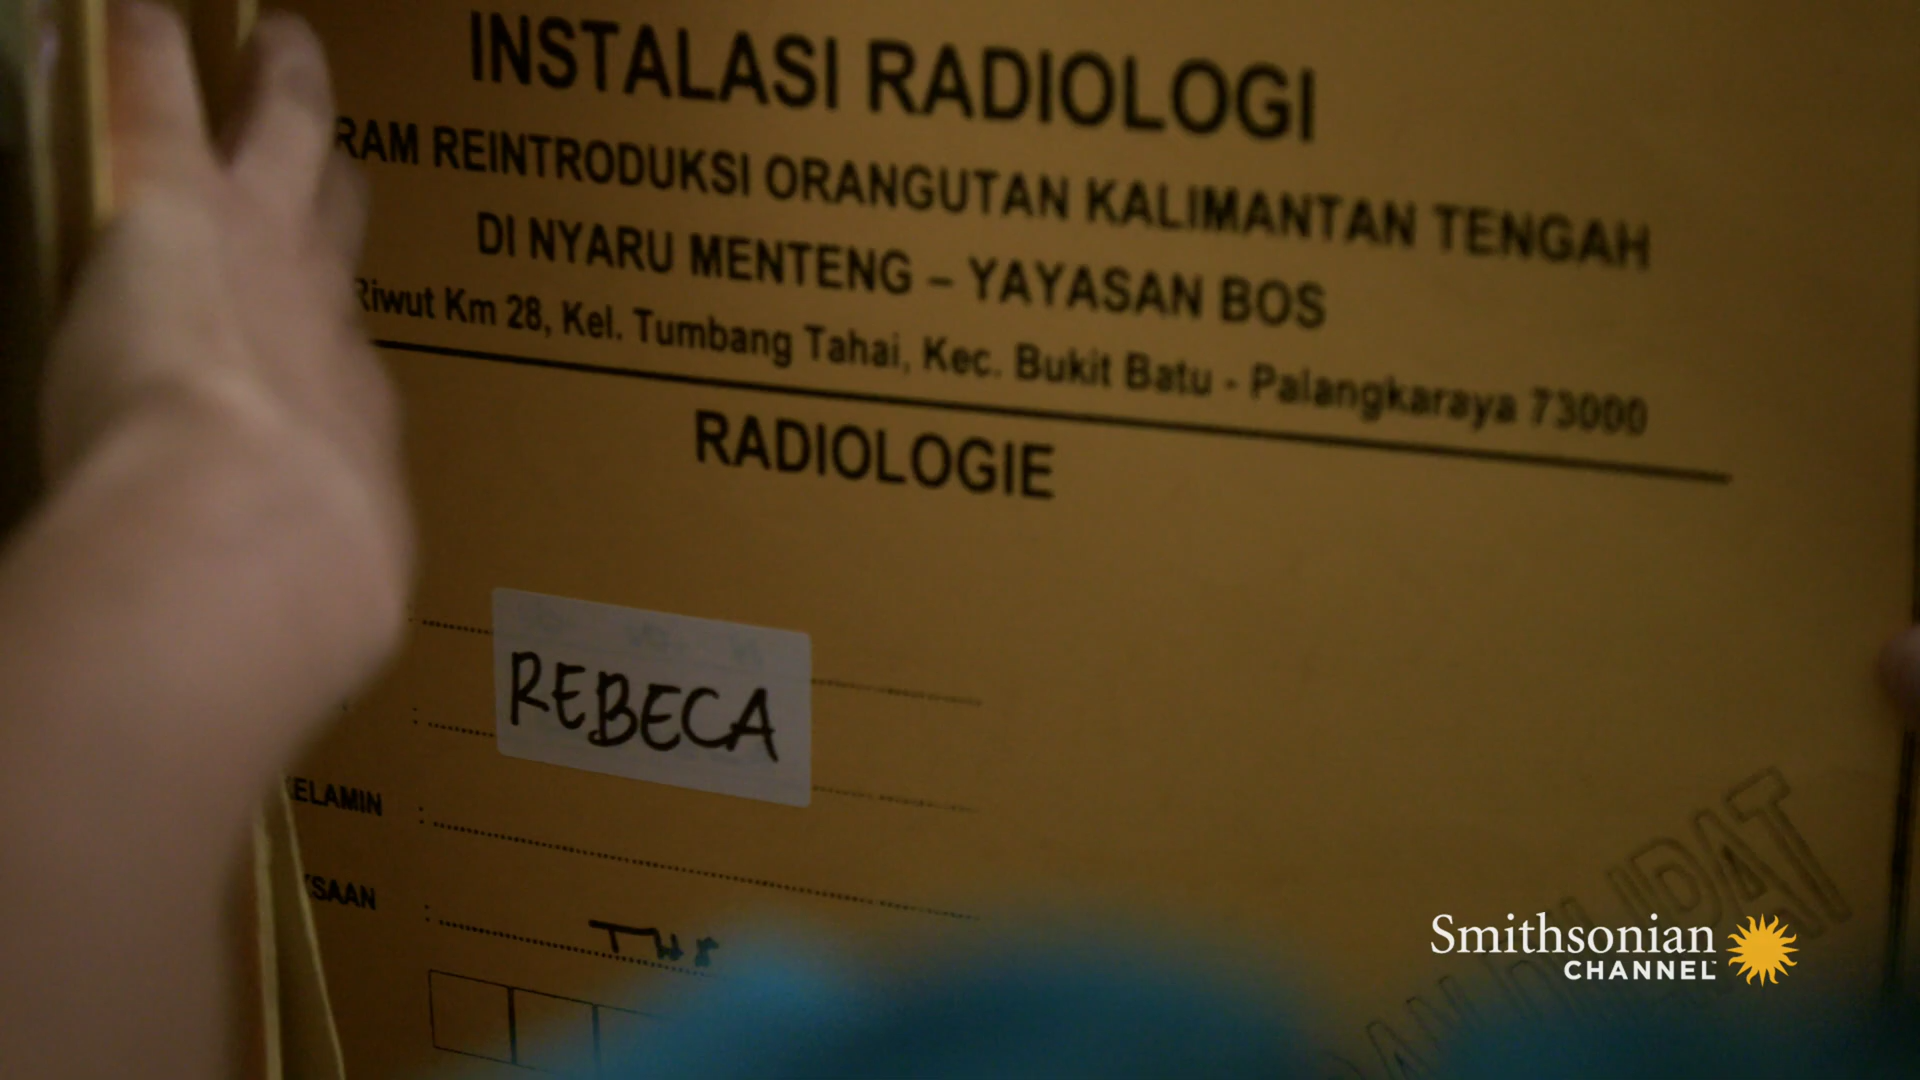 INSTALASI RADIOLOGI
RAM REINTRODUKSI ORANGUTAN KALIMANTAN TENGAH
DI NYARU MENTENG – YAYASAN BOS
Riwut Km 28, Kel. Tumbang Tahai, Kec. Bukit Batu - Palangkaraya 73000
RADIOLOGIE
REBECA
ELAMIN :
SAAN :
Smithsonian
CHANNEL